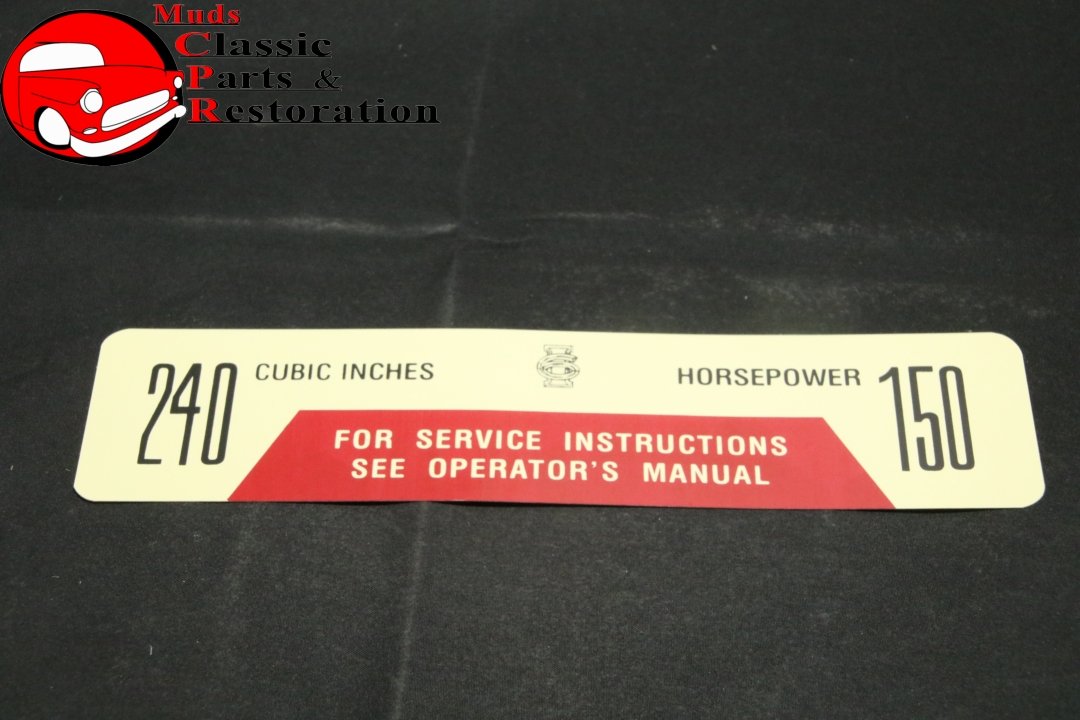 Muds
Classic
Parts &
Restoration
240 CUBIC INCHES HORSEPOWER 150
FOR SERVICE INSTRUCTIONS
SEE OPERATOR'S MANUAL